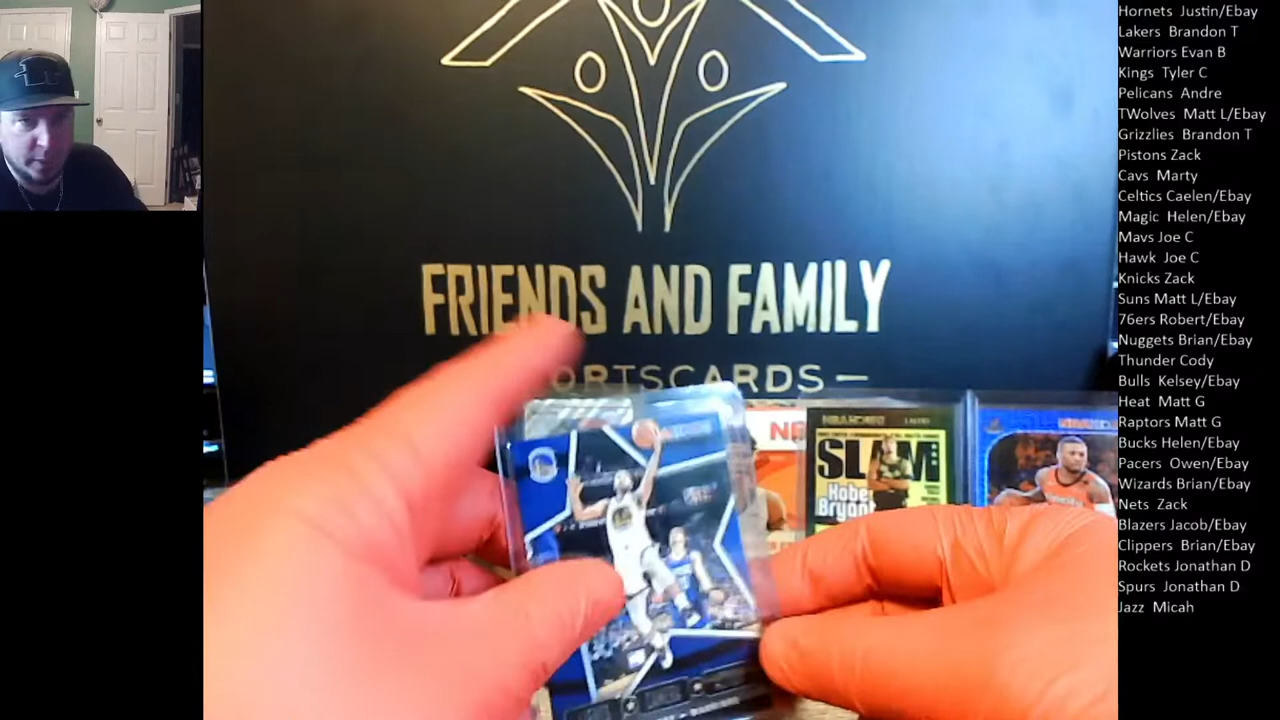 FRIENDS AND FAMILY
ORTSCARDS
SLAM
Kobe
Bryant
Hornets Justin/Ebay
Lakers Brandon T
Warriors Evan B
Kings Tyler C
Pelicans Andre
TWolves Matt L/Ebay
Grizzlies Brandon T
Pistons Zack
Cavs Marty
Celtics Caelen/Ebay
Magic Helen/Ebay
Mavs Joe C
Hawk Joe C
Knicks Zack
Suns Matt L/Ebay
76ers Robert/Ebay
Nuggets Brian/Ebay
Thunder Cody
Bulls Kelsey/Ebay
Heat Matt G
Raptors Matt G
Bucks Helen/Ebay
Pacers Owen/Ebay
Wizards Brian/Ebay
Nets Zack
Blazers Jacob/Ebay
Clippers Brian/Ebay
Rockets Jonathan D
Spurs Jonathan D
Jazz Micah